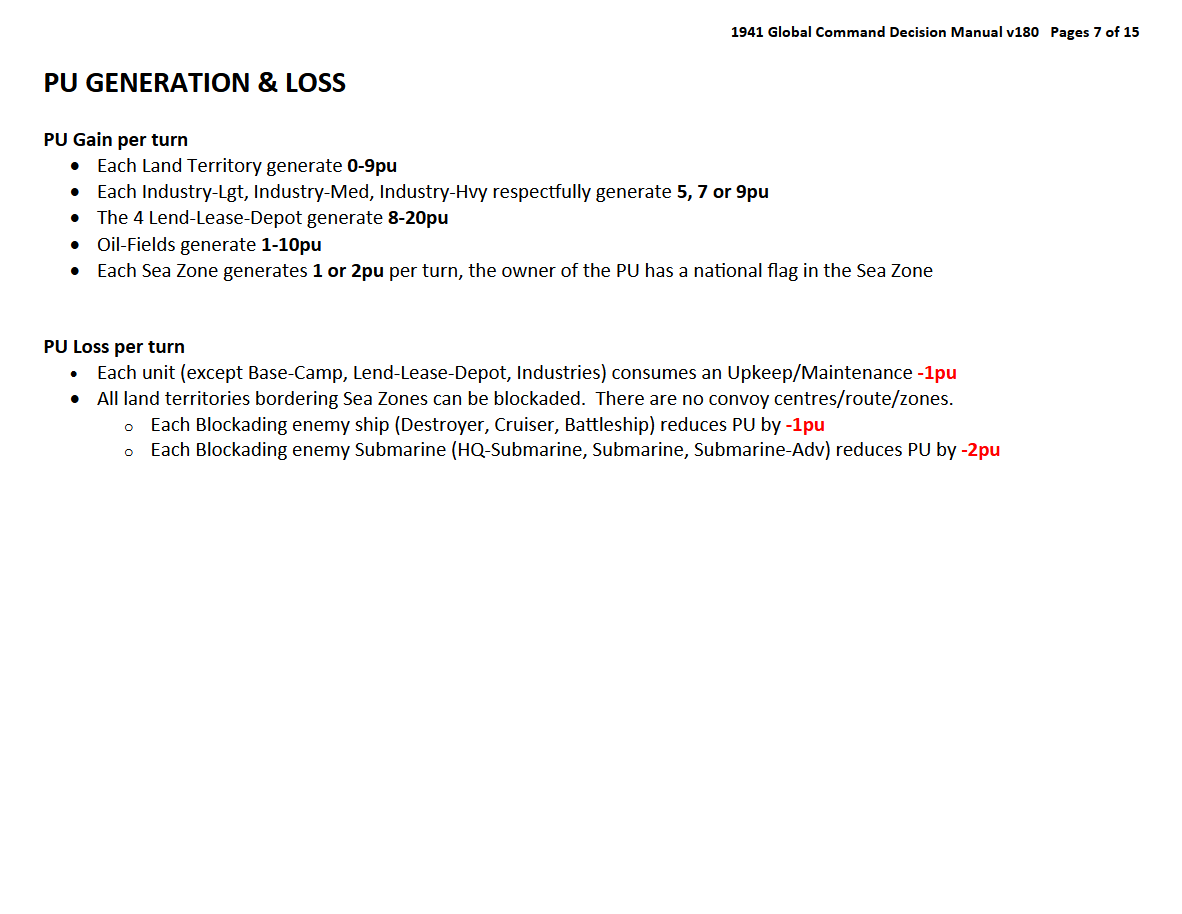 1941 Global Command Decision Manual v180   Pages 7 of 15
PU GENERATION & LOSS
PU Gain per turn
• Each Land Territory generate 0-9pu
• Each Industry-Lgt, Industry-Med, Industry-Hvy respectfully generate 5, 7 or 9pu
• The 4 Lend-Lease-Depot generate 8-20pu
• Oil-Fields generate 1-10pu
• Each Sea Zone generates 1 or 2pu per turn, the owner of the PU has a national flag in the Sea Zone
PU Loss per turn
• Each unit (except Base-Camp, Lend-Lease-Depot, Industries) consumes an Upkeep/Maintenance -1pu
• All land territories bordering Sea Zones can be blockaded.  There are no convoy centres/route/zones.
o Each Blockading enemy ship (Destroyer, Cruiser, Battleship) reduces PU by -1pu
o Each Blockading enemy Submarine (HQ-Submarine, Submarine, Submarine-Adv) reduces PU by -2pu